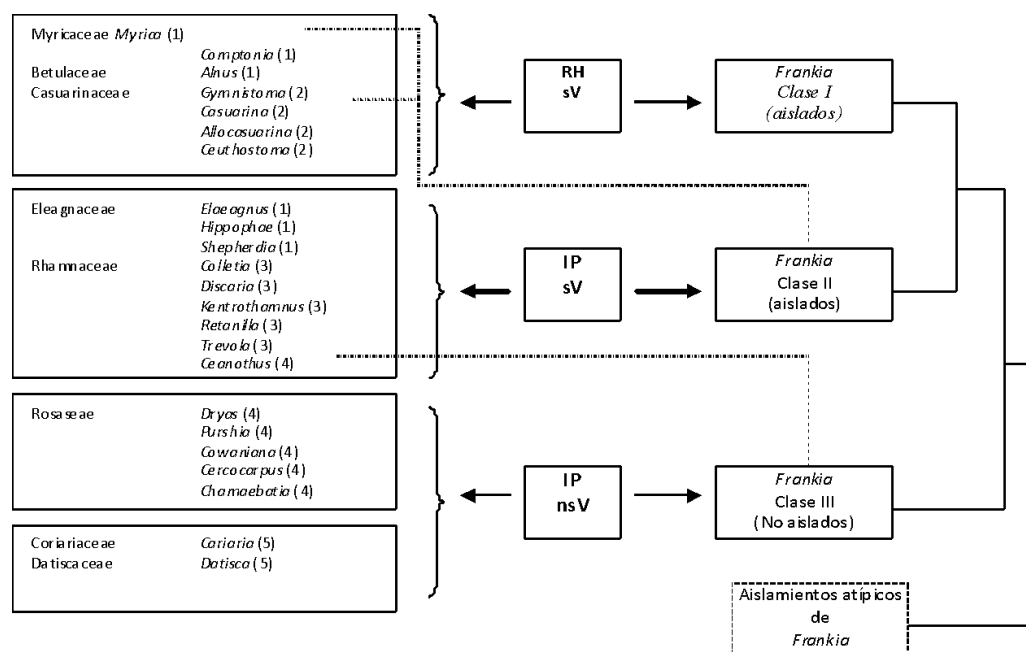 Myricaceae Myrica (1)
Comptonia (1)
Betulaceae Alnus (1)
Casuarinaceae Gymnistoma (2)
Casuarina (2)
Allocasuarina (2)
Ceuthostoma (2)
RH
sV
Frankia
Clase I
(aislados)
Eleagnaceae Elaeagnus (1)
Hippophae (1)
Shepherdia (1)
Rhamnaceae Colletia (3)
Discaria (3)
Kentrothamnus (3)
Retanilla (3)
Trevola (3)
Ceanothus (4)
IP
sV
Frankia
Clase II
(aislados)
Rosaseae Dryas (4)
Purshia (4)
Cowaniana (4)
Cercocarpus (4)
Chamaebatia (4)
Coriariaceae Cariaria (5)
Datiscaceae Datisca (5)
IP
nsV
Frankia
Clase III
(No aislados)
Aislamientos atípicos
de
Frankia